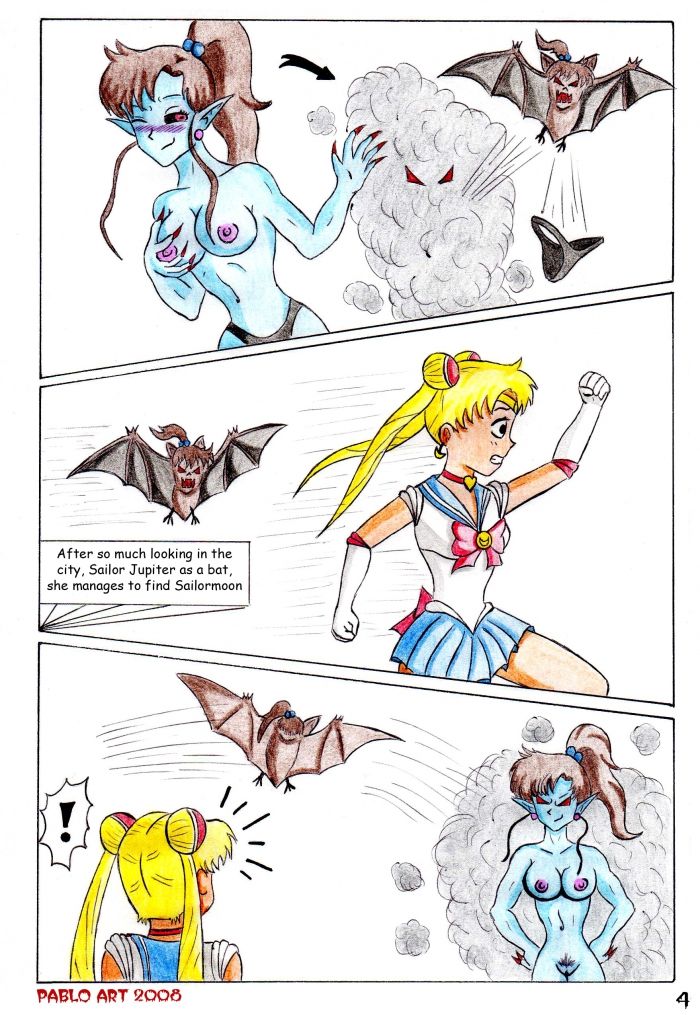 After so much looking in the
city, Sailor Jupiter as a bat,
she manages to find Sailormoon
!
PABLO ART 2008
4